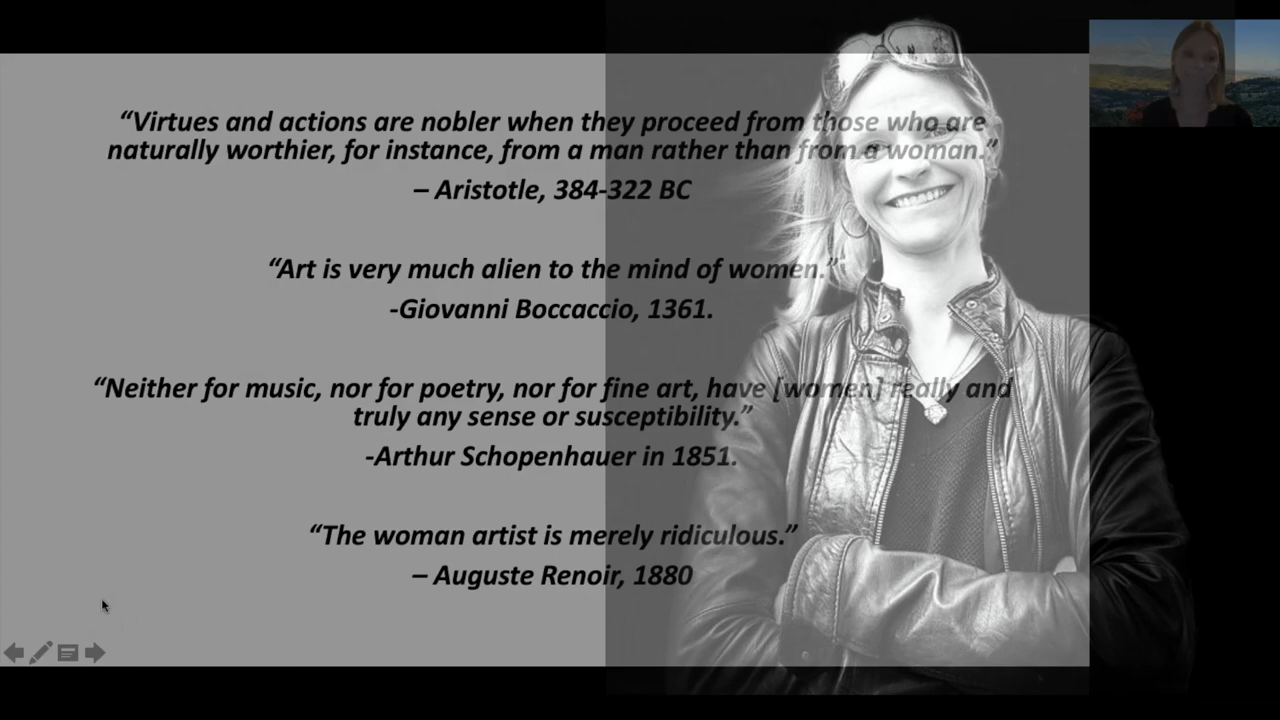 “Virtues and actions are nobler when they proceed from those who are
naturally worthier, for instance, from a man rather than from a woman.”
– Aristotle, 384-322 BC
“Art is very much alien to the mind of women.”
-Giovanni Boccaccio, 1361.
“Neither for music, nor for poetry, nor for fine art, have [women] really and
truly any sense or susceptibility.”
-Arthur Schopenhauer in 1851.
“The woman artist is merely ridiculous.”
– Auguste Renoir, 1880